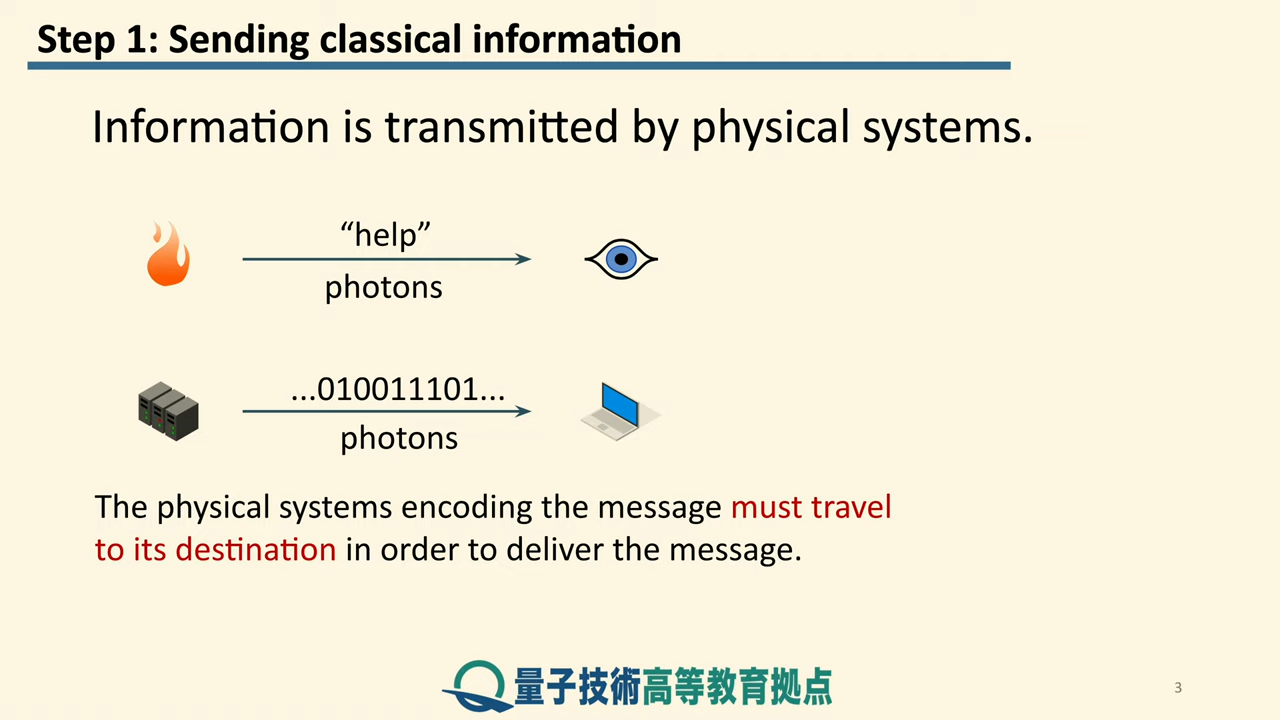 Step 1: Sending classical information
Information is transmitted by physical systems.
“help”
photons
...010011101...
photons
The physical systems encoding the message must travel
to its destination in order to deliver the message.
量子技術高等教育拠点
3